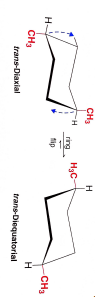 CH₃
H
H
CH₃
trans-Diaxial
ring
flip
H
H₃C
CH₃
H
trans-Diequatorial